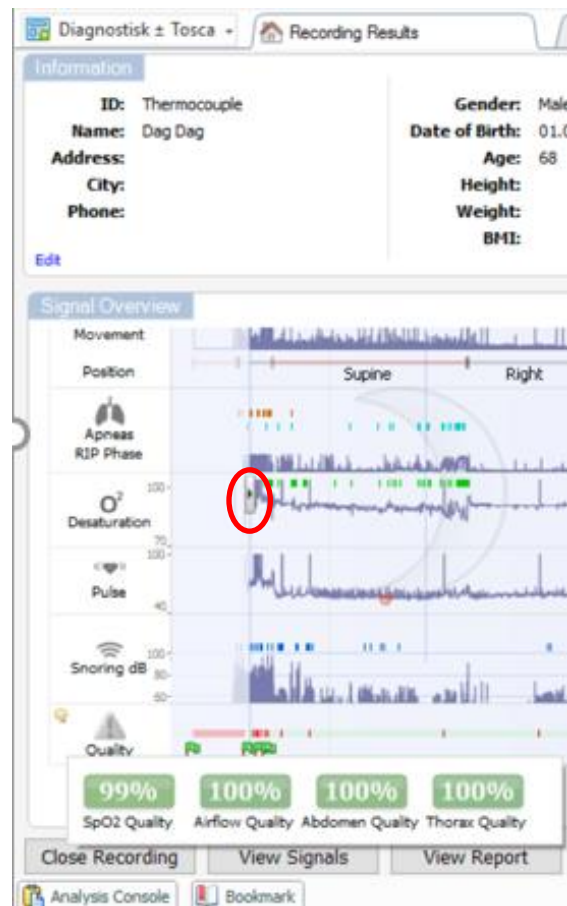 Diagnostisk ± Tosca
Recording Results
Information
ID: Thermocouple
Gender: Male
Name: Dag Dag
Date of Birth: 01.0
Address:
Age: 68
City:
Height:
Phone:
Weight:
BMI:
Edit
Signal Overview
Movement
Position
Supine
Right
Apneas
RIP Phase
100
O²
Desaturation
70
100
Pulse
40
100
Snoring dB
80
50
Quality
99%
100%
100%
100%
SpO2 Quality
Airflow Quality
Abdomen Quality
Thorax Quality
Close Recording
View Signals
View Report
Analysis Console
Bookmark